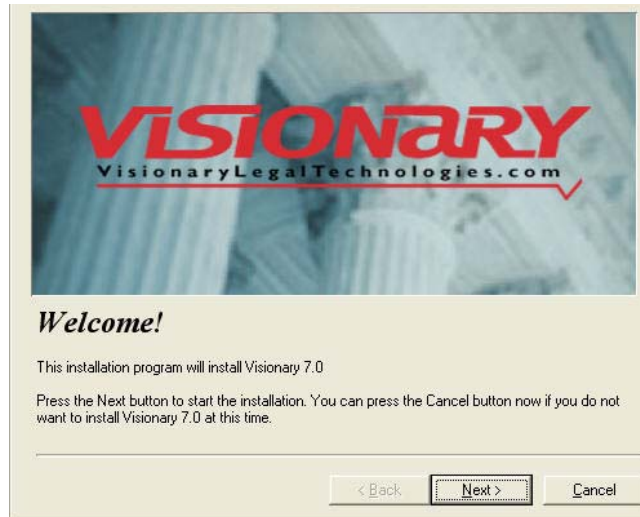 VISIONARY
VisionaryLegalTechnologies.com
Welcome!
This installation program will install Visionary 7.0
Press the Next button to start the installation. You can press the Cancel button now if you do not
want to install Visionary 7.0 at this time.
< Back
Next >
Cancel